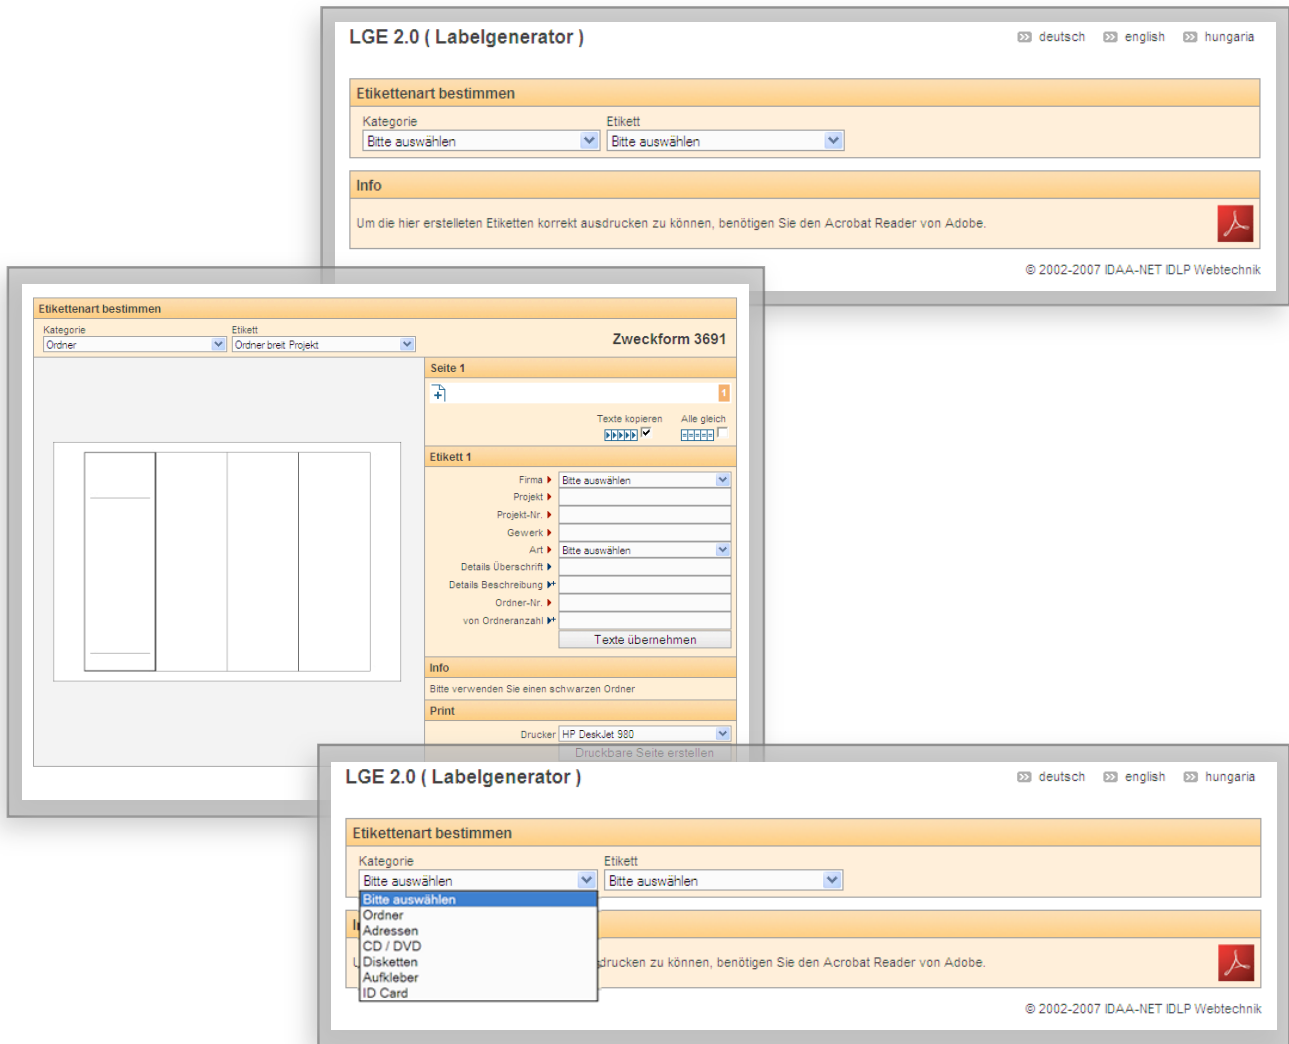 LGE 2.0 ( Labelgenerator )
deutsch english hungaria
Etikettenart bestimmen
Kategorie Etikett
Bitte auswählen Bitte auswählen
Info
Um die hier erstelleten Etiketten korrekt ausdrucken zu können, benötigen Sie den Acrobat Reader von Adobe.
© 2002-2007 IDAA-NET IDLP Webtechnik
Etikettenart bestimmen
Kategorie Etikett
Ordner Ordner breit Projekt
Zweckform 3691
Seite 1
1
Texte kopieren Alle gleich
Etikett 1
Firma Bitte auswählen
Projekt
Projekt-Nr.
Gewerk
Art Bitte auswählen
Details Überschrift
Details Beschreibung
Ordner-Nr.
von Ordneranzahl
Texte übernehmen
Info
Bitte verwenden Sie einen schwarzen Ordner
Print
Drucker HP DeskJet 980
Druckbare Seite erstellen
LGE 2.0 ( Labelgenerator )
deutsch english hungaria
Etikettenart bestimmen
Kategorie Etikett
Bitte auswählen Bitte auswählen
Bitte auswählen
Ordner
Adressen
CD / DVD
Disketten
Aufkleber
ID Card
drucken zu können, benötigen Sie den Acrobat Reader von Adobe.
© 2002-2007 IDAA-NET IDLP Webtechnik